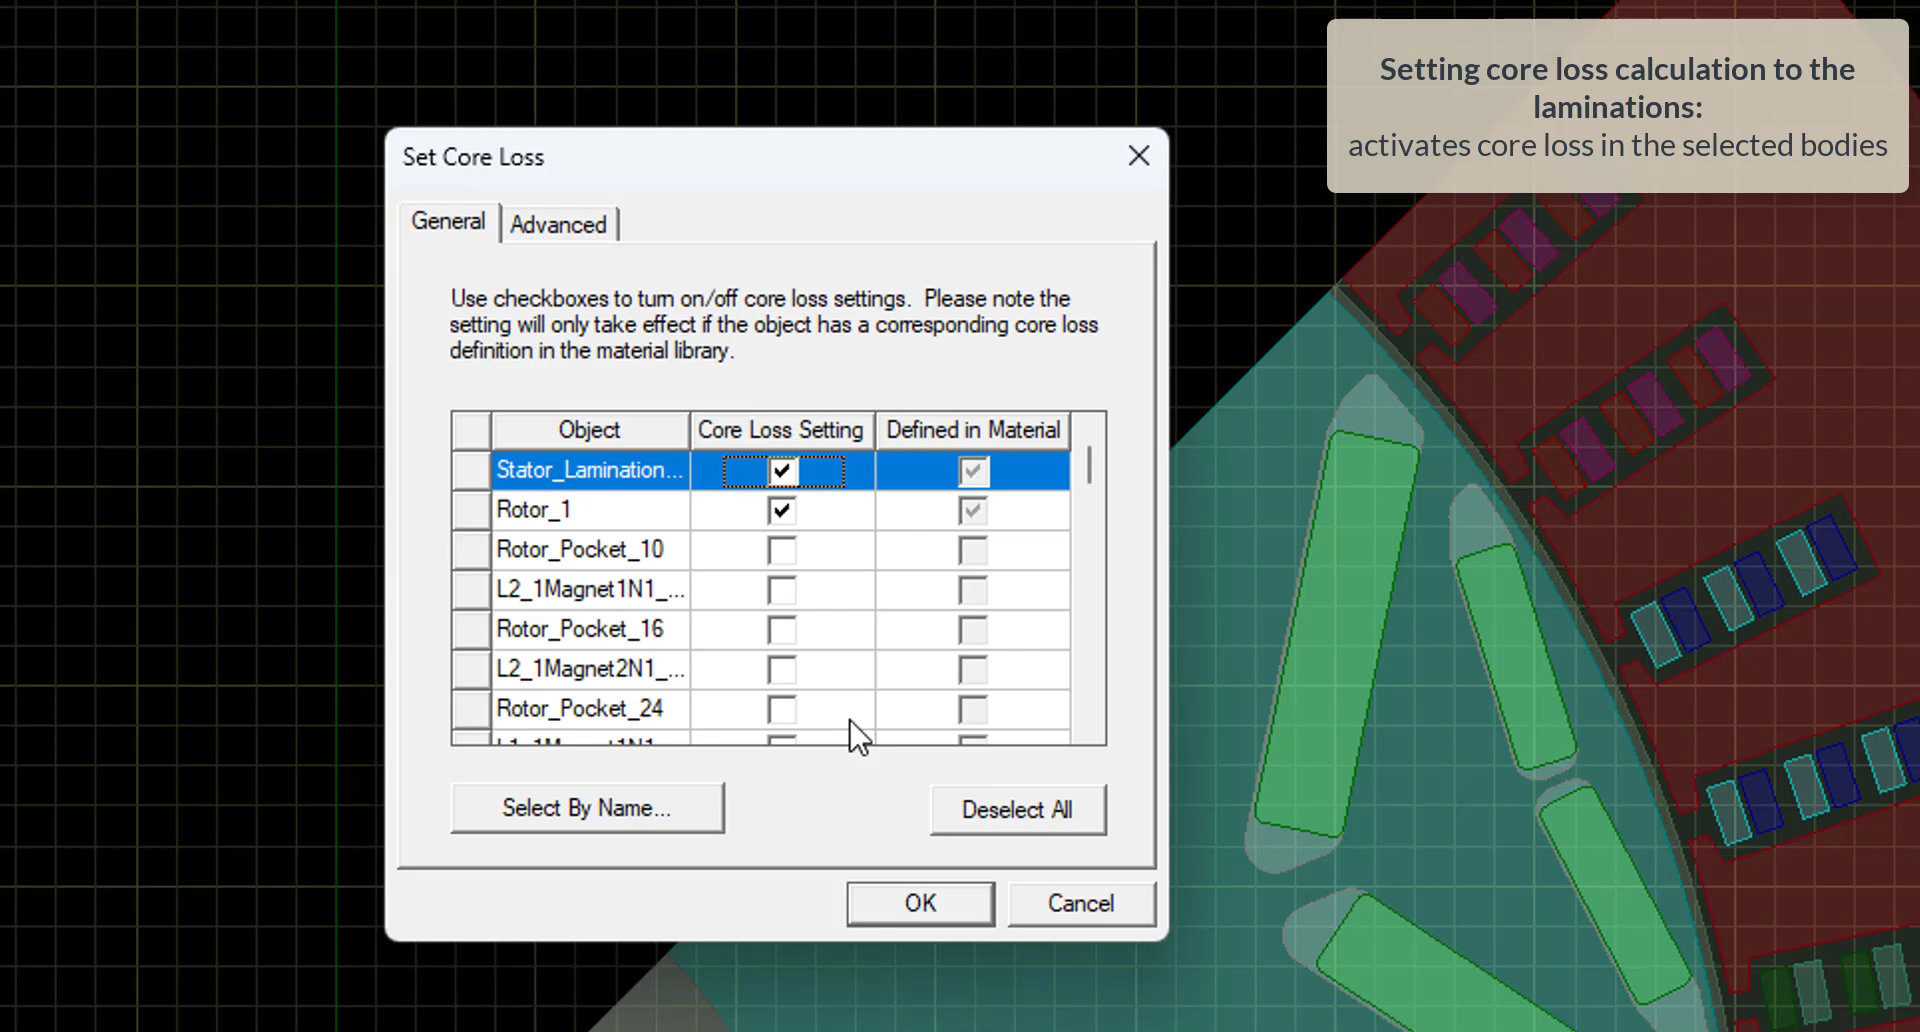 Setting core loss calculation to the
laminations:
activates core loss in the selected bodies
Set Core Loss
General
Advanced
Use checkboxes to turn on/off core loss settings. Please note the
setting will only take effect if the object has a corresponding core loss
definition in the material library.
Object Core Loss Setting Defined in Material
Stator_Lamination...
Rotor_1
Rotor_Pocket_10
L2_1Magnet1N1_...
Rotor_Pocket_16
L2_1Magnet2N1_...
Rotor_Pocket_24
Select By Name...
Deselect All
OK
Cancel